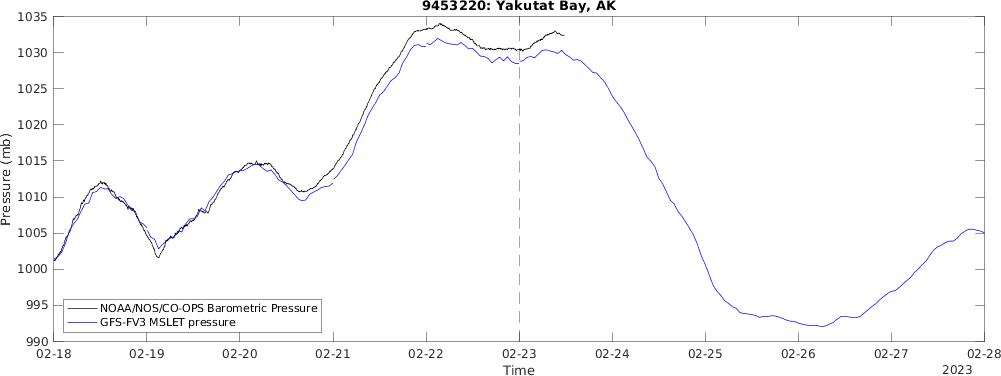 9453220: Yakutat Bay, AK
1035
1030
1025
1020
1015
1010
1005
1000
995
990
Pressure (mb)
NOAA/NOS/CO-OPS Barometric Pressure
GFS-FV3 MSLET pressure
02-18 02-19 02-20 02-21 02-22 02-23 02-24 02-25 02-26 02-27 02-28
Time
2023